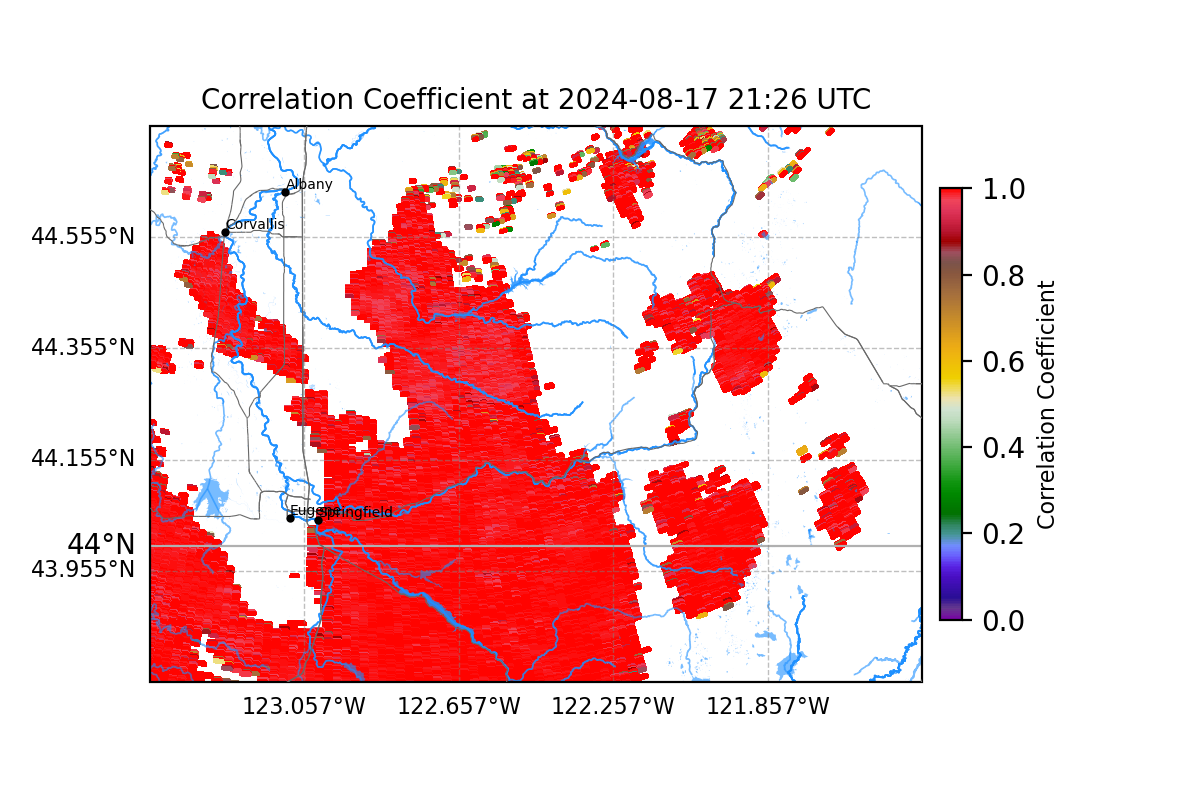 Correlation Coefficient at 2024-08-17 21:26 UTC
Albany
Corvallis
Eugene
Springfield
44.555°N
44.355°N
44.155°N
44°N
43.955°N
123.057°W
122.657°W
122.257°W
121.857°W
1.0
0.8
0.6
0.4
0.2
0.0
Correlation Coefficient